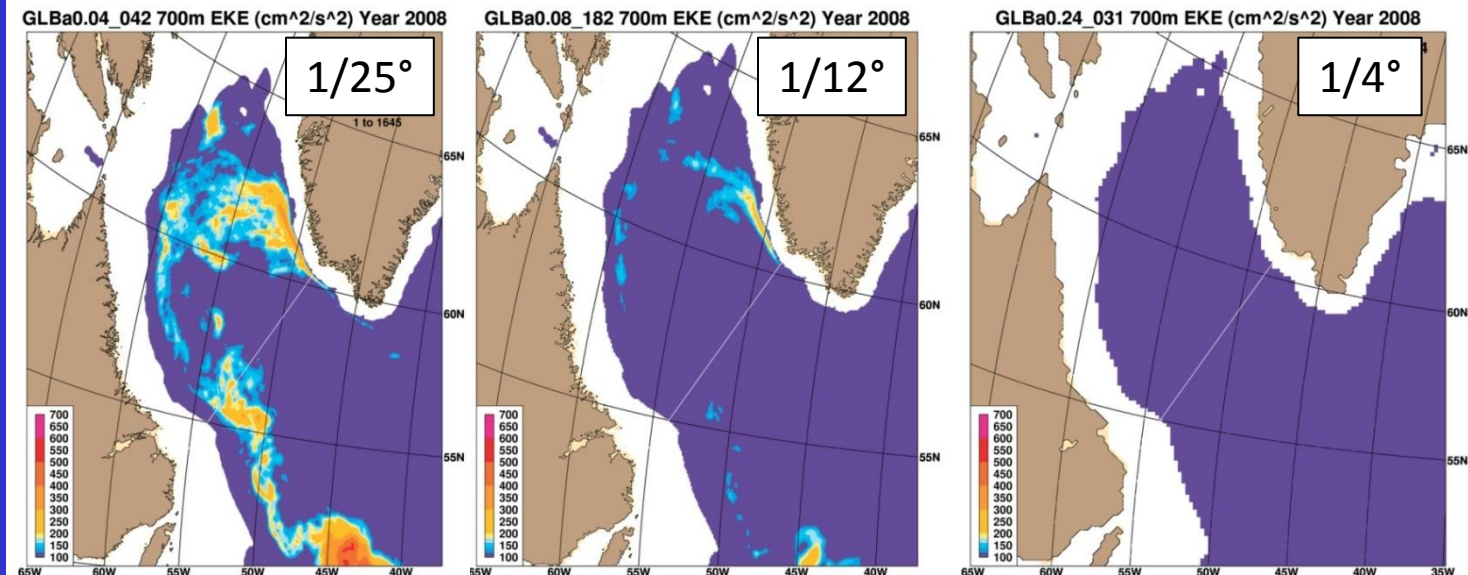 GLBa0.04_042 700m EKE (cm^2/s^2) Year 2008
1/25°
1 to 1645
65N
60N
55N
700
650
600
550
500
450
400
350
300
250
200
150
100
65W
60W
55W
50W
45W
40W
GLBa0.08_182 700m EKE (cm^2/s^2) Year 2008
1/12°
65N
60N
55N
700
650
600
550
500
450
400
350
300
250
200
150
100
65W
60W
55W
50W
45W
40W
GLBa0.24_031 700m EKE (cm^2/s^2) Year 2008
1/4°
4
65N
60N
55N
700
650
600
550
500
450
400
350
300
250
200
150
100
65W
60W
55W
50W
45W
40W
35W